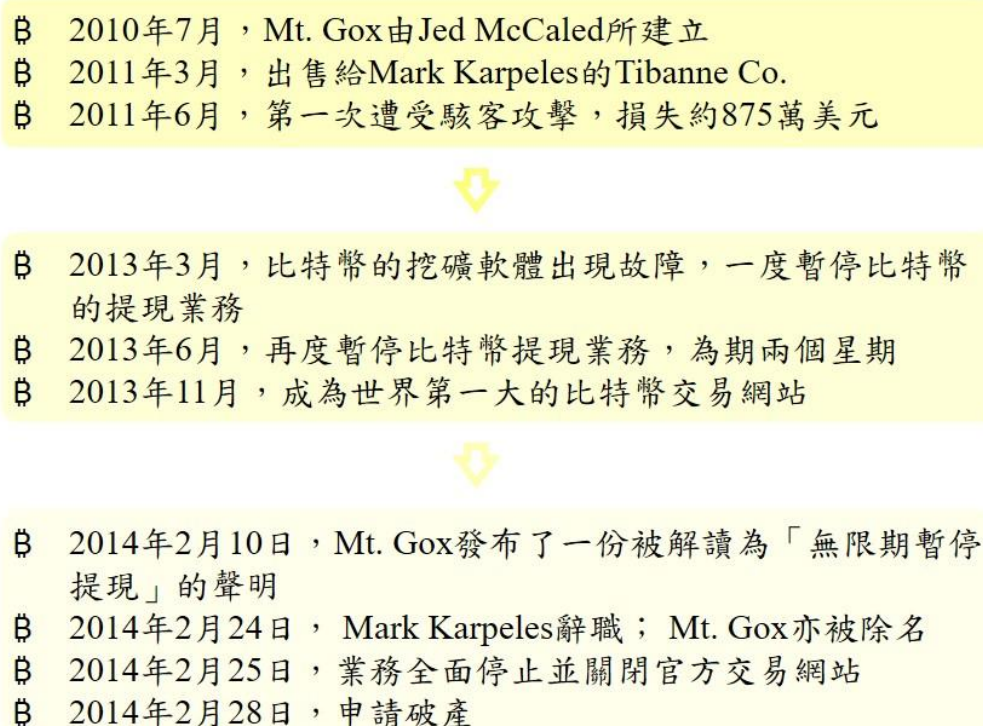 ₿ 2010年7月，Mt. Gox由Jed McCaled所建立
₿ 2011年3月，出售給Mark Karpeles的Tibanne Co.
₿ 2011年6月，第一次遭受駭客攻擊，損失約875萬美元
₿ 2013年3月，比特幣的挖礦軟體出現故障，一度暫停比特幣
的提現業務
₿ 2013年6月，再度暫停比特幣提現業務，為期兩個星期
₿ 2013年11月，成為世界第一大的比特幣交易網站
₿ 2014年2月10日，Mt. Gox發布了一份被解讀為「無限期暫停
提現」的聲明
₿ 2014年2月24日， Mark Karpeles辭職； Mt. Gox亦被除名
₿ 2014年2月25日，業務全面停止並關閉官方交易網站
₿ 2014年2月28日，申請破產